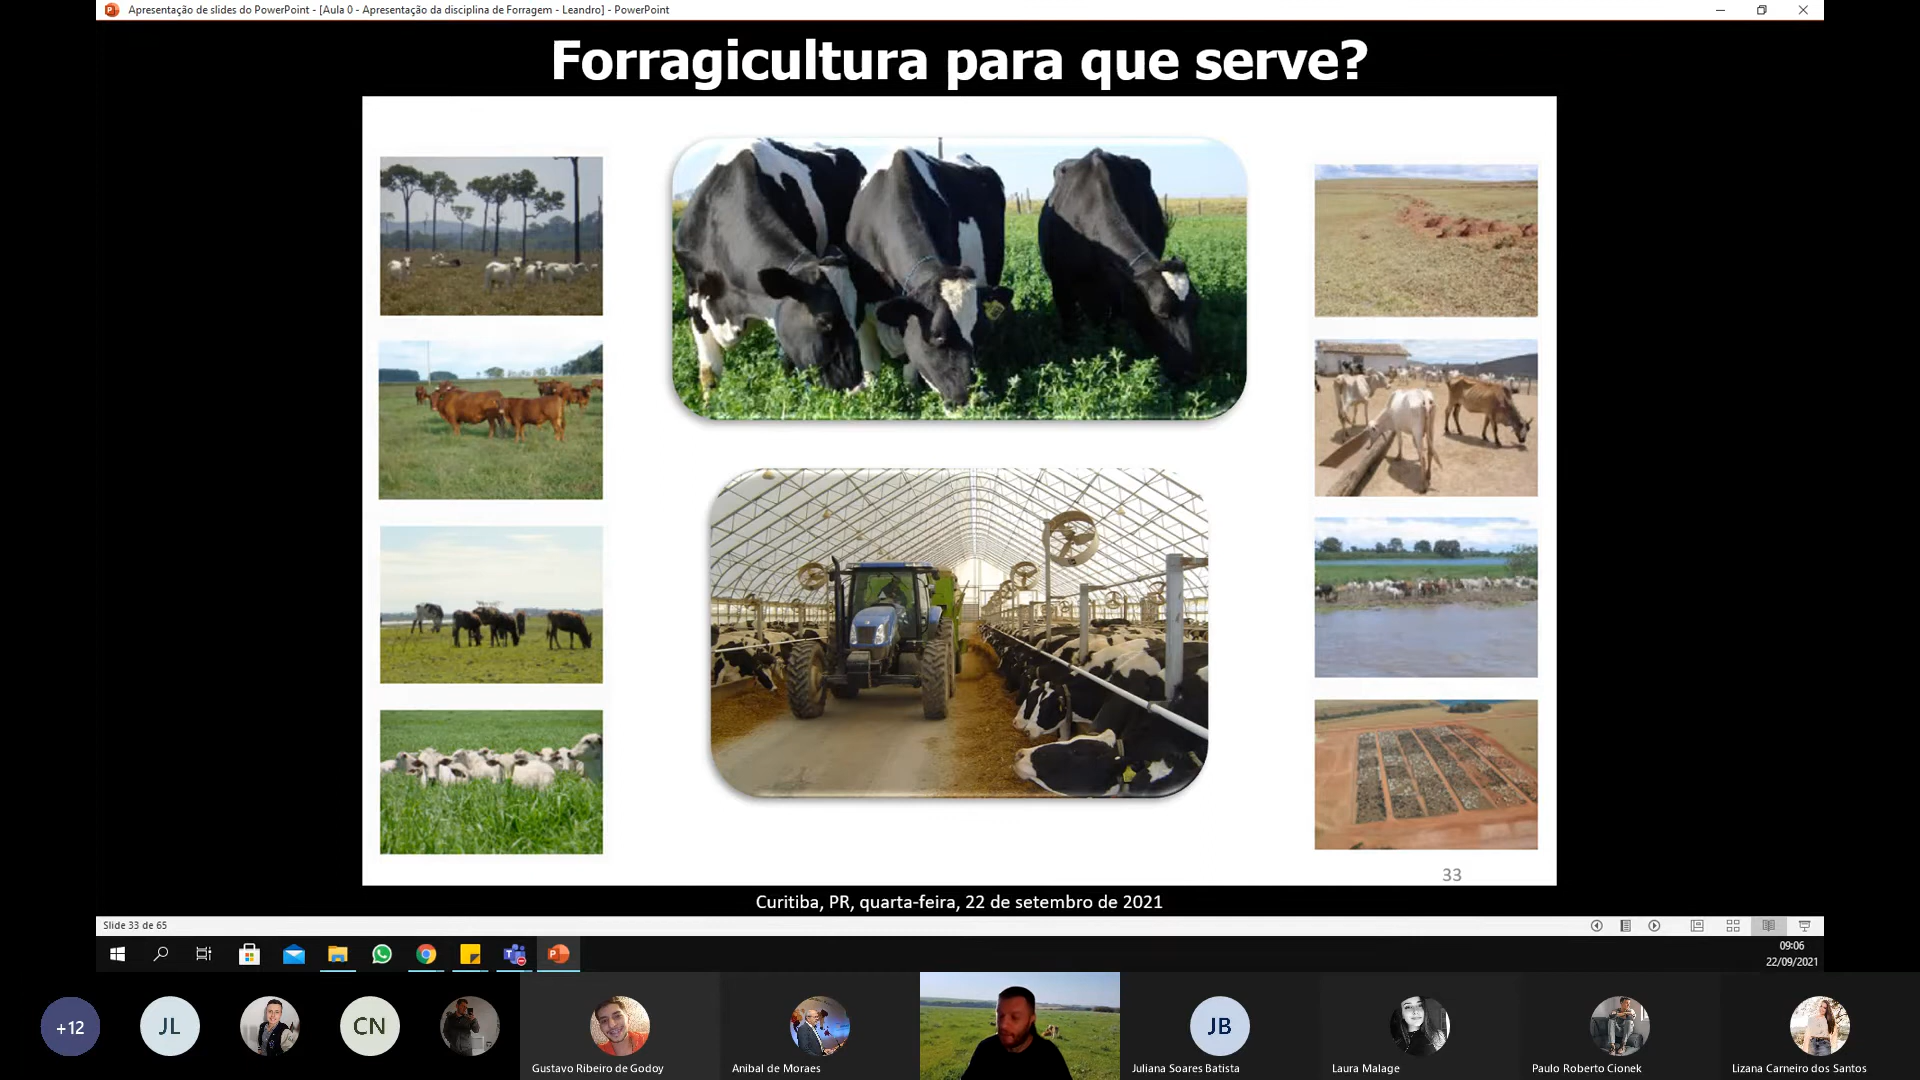 Apresentação de slides do PowerPoint - [Aula 0 - Apresentação da disciplina de Forragem - Leandro] - PowerPoint
Forragicultura para que serve?
33
Curitiba, PR, quarta-feira, 22 de setembro de 2021
Slide 33 de 65
09:06
22/09/2021
+12
JL
CN
Gustavo Ribeiro de Godoy
Anibal de Moraes
JB
Juliana Soares Batista
Laura Malage
Paulo Roberto Cionek
Lizana Carneiro dos Santos